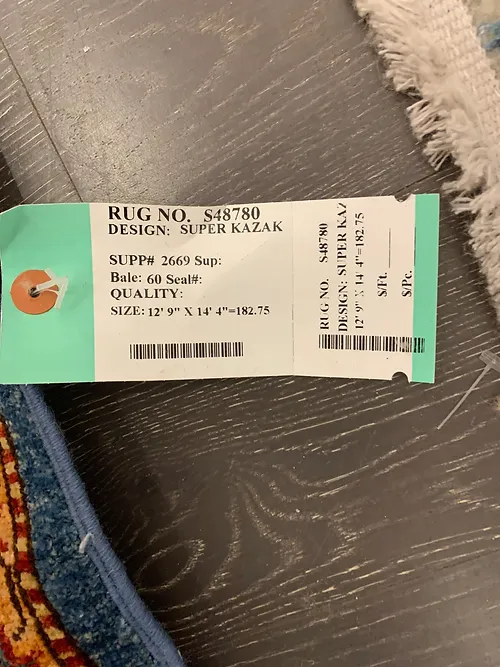 RUG NO. S48780
DESIGN: SUPER KAZAK
SUPP# 2669 Sup:
Bale: 60 Seal#:
QUALITY:
SIZE: 12' 9" X 14' 4"=182.75
RUG NO. S48780
DESIGN: SUPER KAZ
12' 9" X 14' 4"=182.75
$/Ft.
$/Pc.